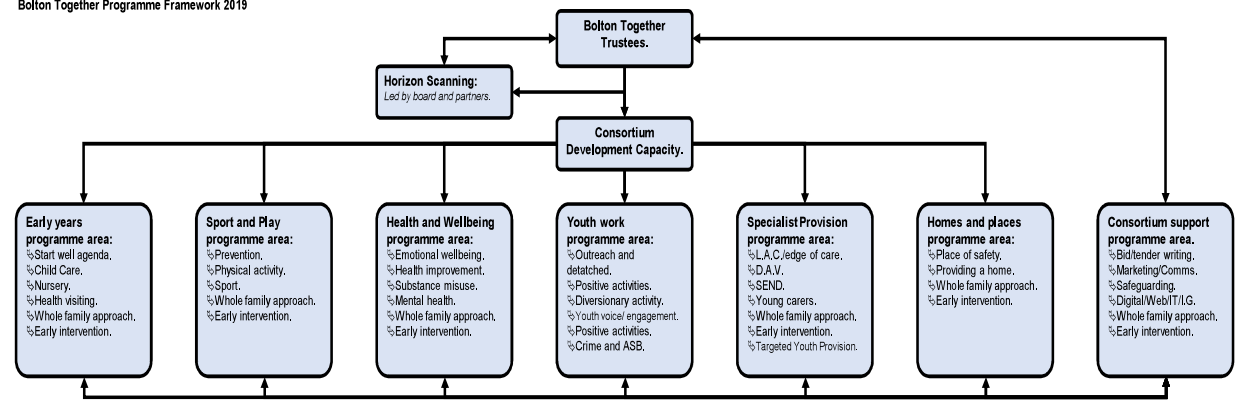 Bolton Together Programme Framework 2019
Bolton Together
Trustees.
Horizon Scanning:
Led by board and partners.
Consortium
Development Capacity.
Early years
programme area:
Start well agenda.
Child Care.
Nursery.
Health visiting.
Whole family approach.
Early intervention.
Sport and Play
programme area:
Prevention.
Physical activity.
Sport.
Whole family approach.
Early intervention.
Health and Wellbeing
programme area:
Emotional wellbeing.
Health improvement.
Substance misuse.
Mental health.
Whole family approach.
Early intervention.
Youth work
programme area:
Outreach and
detatched.
Positive activities.
Diversionary activity.
Youth voice/ engagement.
Positive activities.
Crime and ASB.
Specialist Provision
programme area:
L.A.C./edge of care.
D.A.V.
SEND.
Young carers.
Whole family approach.
Early intervention.
Targeted Youth Provision.
Homes and places
programme area:
Place of safety.
Providing a home.
Whole family approach.
Early intervention.
Consortium support
programme area.
Bid/tender writing.
Marketing/Comms.
Safeguarding.
Digital/Web/IT/I.G.
Whole family approach.
Early intervention.